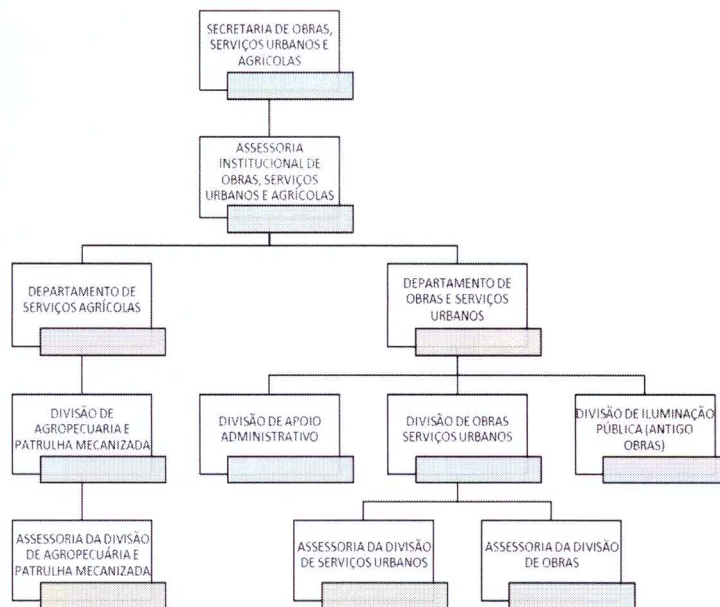 SECRETARIA DE OBRAS,
SERVIÇOS URBANOS E
AGRICOLAS
ASSESSORIA
INSTITUCIONAL DE
OBRAS, SERVIÇOS
URBANOS E AGRÍCOLAS
DEPARTAMENTO DE
SERVIÇOS AGRÍCOLAS
DEPARTAMENTO DE
OBRAS E SERVIÇOS
URBANOS
DIVISÃO DE
AGROPECUARIA E
PATRULHA MECANIZADA
DIVISÃO DE APOIO
ADMINISTRATIVO
DIVISÃO DE OBRAS
SERVIÇOS URBANOS
DIVISÃO DE ILUMINAÇÃO
PÚBLICA (ANTIGO
OBRAS)
ASSESSORIA DA DIVISÃO
DE AGROPECUÁRIA E
PATRULHA MECANIZADA
ASSESSORIA DA DIVISÃO
DE SERVIÇOS URBANOS
ASSESSORIA DA DIVISÃO
DE OBRAS